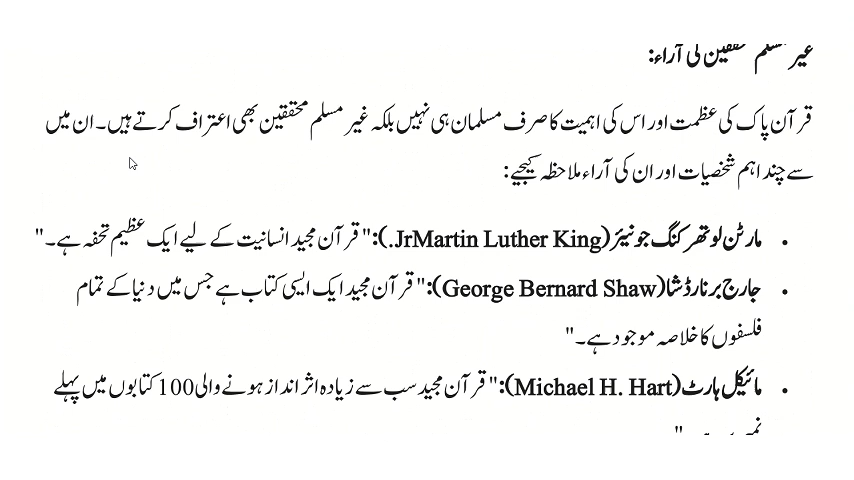 غیر مسلم محققین کی آراء:
قرآن پاک کی عظمت اور اس کی اہمیت کا صرف مسلمان ہی نہیں بلکہ غیر مسلم محققین بھی اعتراف کرتے ہیں۔ ان میں
سے چند اہم شخصیات اور ان کی آراء ملاحظہ کیجیے:
• مارٹن لوتھر کنگ جونیئر (JrMartin Luther King.): "قرآن مجید انسانیت کے لیے ایک عظیم تحفہ ہے۔"
• جارج برنارڈ شا (George Bernard Shaw): "قرآن مجید ایک ایسی کتاب ہے جس میں دنیا کے تمام
فلسفوں کا خلاصہ موجود ہے۔"
• مائیکل ہارٹ (Michael H. Hart): "قرآن مجید سب سے زیادہ اثر انداز ہونے والی 100 کتابوں میں پہلے